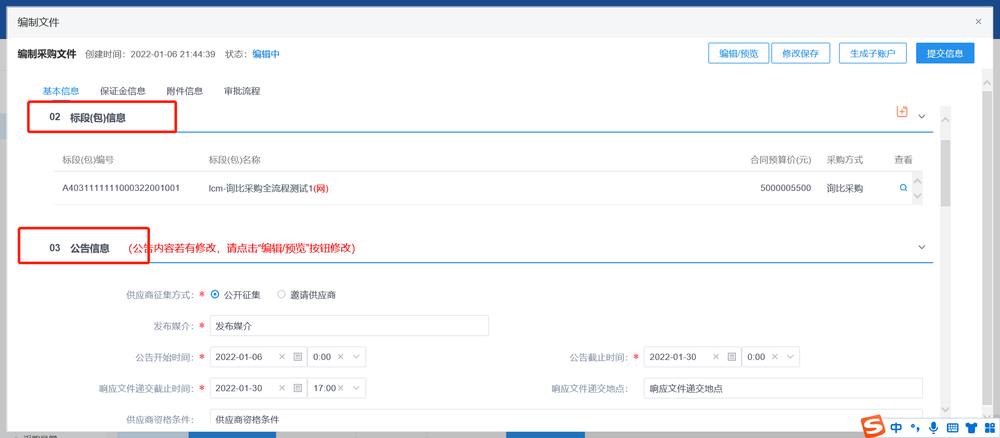 编制文件
编制采购文件 创建时间：2022-01-06 21:44:39 状态：编辑中 编辑/预览 修改保存 生成子账户 提交信息
基本信息 保证金信息 附件信息 审批流程
02 标段(包)信息
标段(包)编号 标段(包)名称 合同预算价(元) 采购方式 查看
A4031111111000322001001 lcm-询比采购全流程测试1(网) 5000005500 询比采购
03 公告信息 (公告内容若有修改，请点击“编辑/预览”按钮修改)
供应商征集方式：* 公开征集 邀请供应商
发布媒介：* 发布媒介
公告开始时间：* 2022-01-06 0:00 公告截止时间：* 2022-01-30 0:00
响应文件递交截止时间：* 2022-01-30 17:00 响应文件递交地点： 响应文件递交地点
供应商资格条件： 供应商资格条件
中